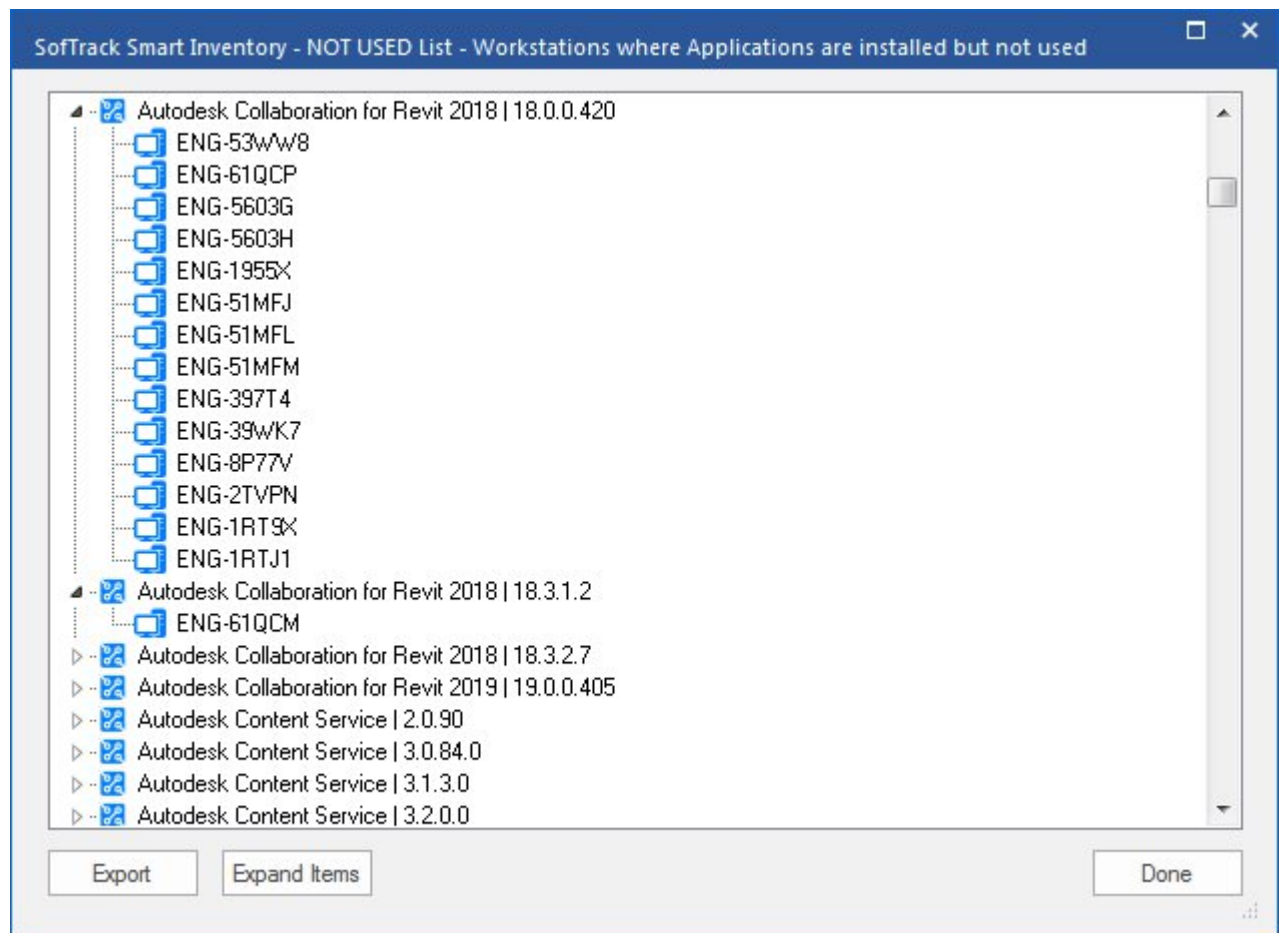 SofTrack Smart Inventory - NOT USED List - Workstations where Applications are installed but not used
Autodesk Collaboration for Revit 2018 | 18.0.0.420
ENG-53WW8
ENG-61QCP
ENG-5603G
ENG-5603H
ENG-1955X
ENG-51MFJ
ENG-51MFL
ENG-51MFM
ENG-397T4
ENG-39WK7
ENG-8P77V
ENG-2TVPN
ENG-1RT9X
ENG-1RTJ1
Autodesk Collaboration for Revit 2018 | 18.3.1.2
ENG-61QCM
Autodesk Collaboration for Revit 2018 | 18.3.2.7
Autodesk Collaboration for Revit 2019 | 19.0.0.405
Autodesk Content Service | 2.0.90
Autodesk Content Service | 3.0.84.0
Autodesk Content Service | 3.1.3.0
Autodesk Content Service | 3.2.0.0
Export Expand Items Done